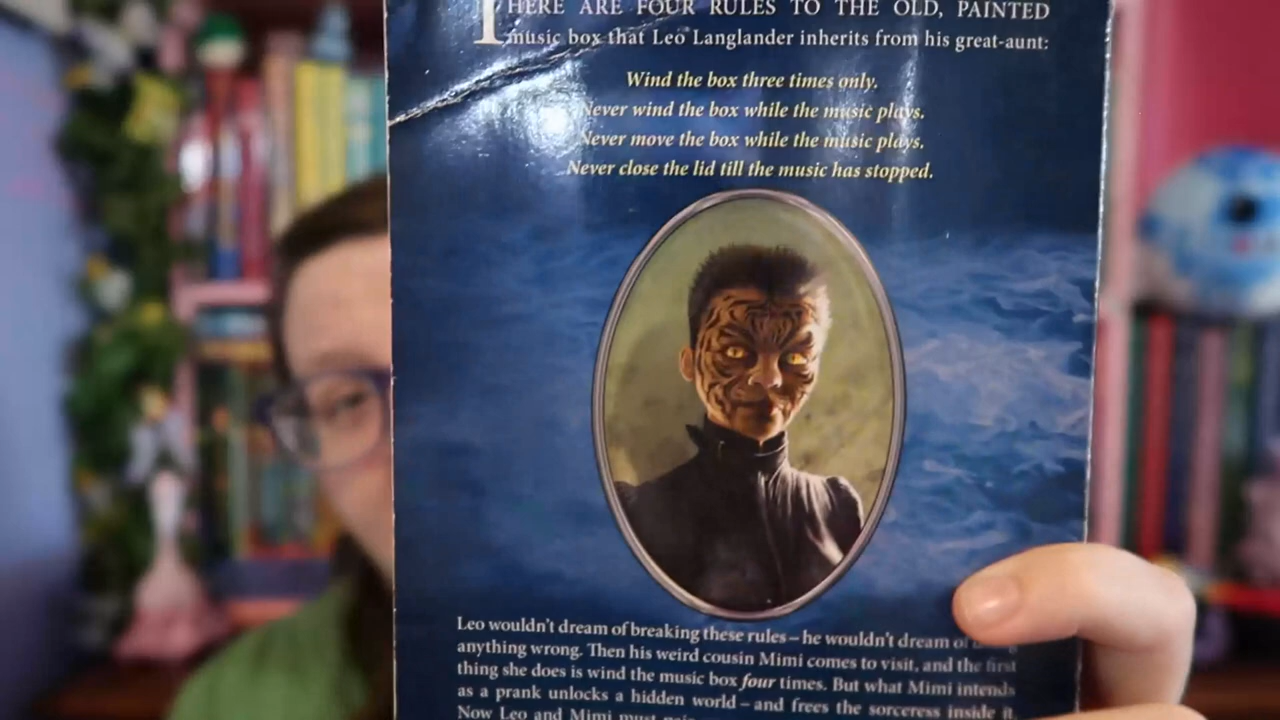 THERE ARE FOUR RULES TO THE OLD, PAINTED
music box that Leo Langlander inherits from his great-aunt:
Wind the box three times only.
Never wind the box while the music plays.
Never move the box while the music plays.
Never close the lid till the music has stopped.
Leo wouldn't dream of breaking these rules – he wouldn't dream of
anything wrong. Then his weird cousin Mimi comes to visit, and the first
thing she does is wind the music box four times. But what Mimi intends
as a prank unlocks a hidden world – and frees the sorceress inside it.
Now Leo and Mimi must